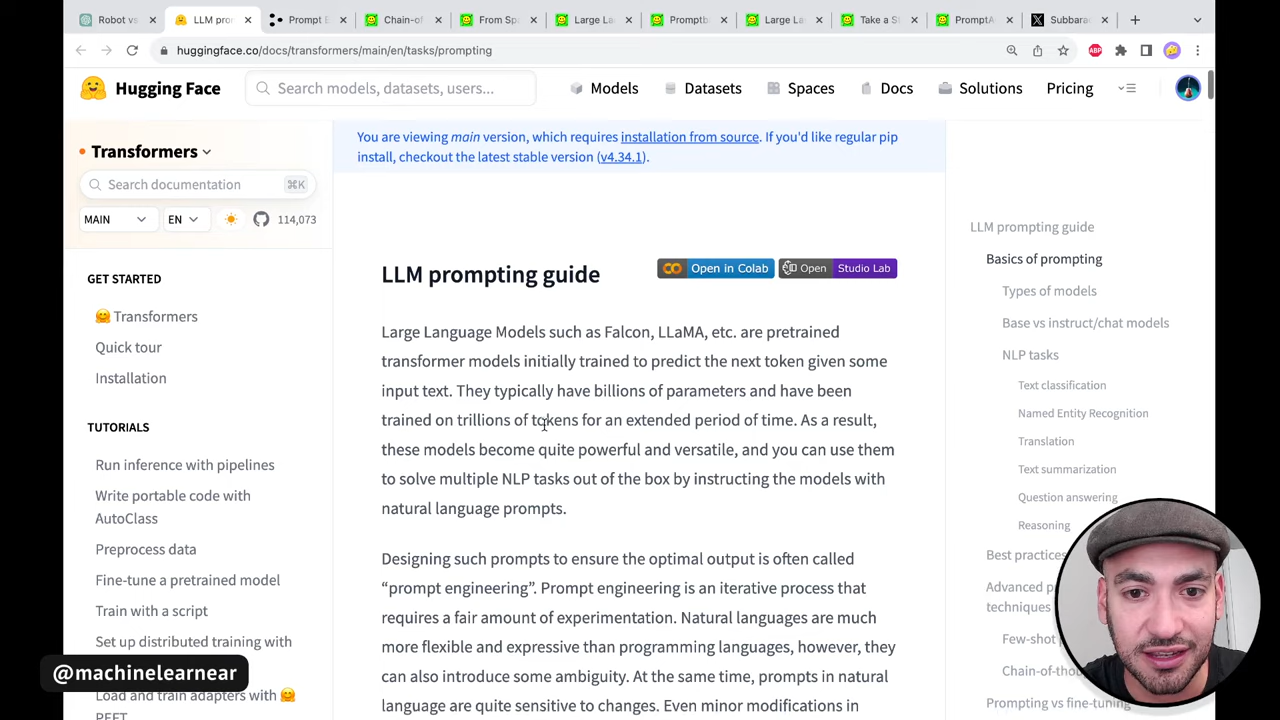 Robot vs
LLM pro
Prompt E
Chain-of
From Sp
Large La
Promptb
Large La
Take a S
PromptA
Subbara
huggingface.co/docs/transformers/main/en/tasks/prompting
ABP
Hugging Face
Search models, datasets, users...
Models
Datasets
Spaces
Docs
Solutions
Pricing
Transformers
Search documentation
⌘K
MAIN
EN
114,073
GET STARTED
🤗 Transformers
Quick tour
Installation
TUTORIALS
Run inference with pipelines
Write portable code with
AutoClass
Preprocess data
Fine-tune a pretrained model
Train with a script
Set up distributed training with
Load and train adapters with 🤗
PEFT
You are viewing main version, which requires installation from source. If you'd like regular pip
install, checkout the latest stable version (v4.34.1).
LLM prompting guide
Open in Colab
Open Studio Lab
Large Language Models such as Falcon, LLaMA, etc. are pretrained
transformer models initially trained to predict the next token given some
input text. They typically have billions of parameters and have been
trained on trillions of tokens for an extended period of time. As a result,
these models become quite powerful and versatile, and you can use them
to solve multiple NLP tasks out of the box by instructing the models with
natural language prompts.
Designing such prompts to ensure the optimal output is often called
“prompt engineering”. Prompt engineering is an iterative process that
requires a fair amount of experimentation. Natural languages are much
more flexible and expressive than programming languages, however, they
can also introduce some ambiguity. At the same time, prompts in natural
language are quite sensitive to changes. Even minor modifications in
LLM prompting guide
Basics of prompting
Types of models
Base vs instruct/chat models
NLP tasks
Text classification
Named Entity Recognition
Translation
Text summarization
Question answering
Reasoning
Best practices
Advanced p
techniques
Few-shot
Chain-of-thou
Prompting vs fine-tuning
@machinelearnear